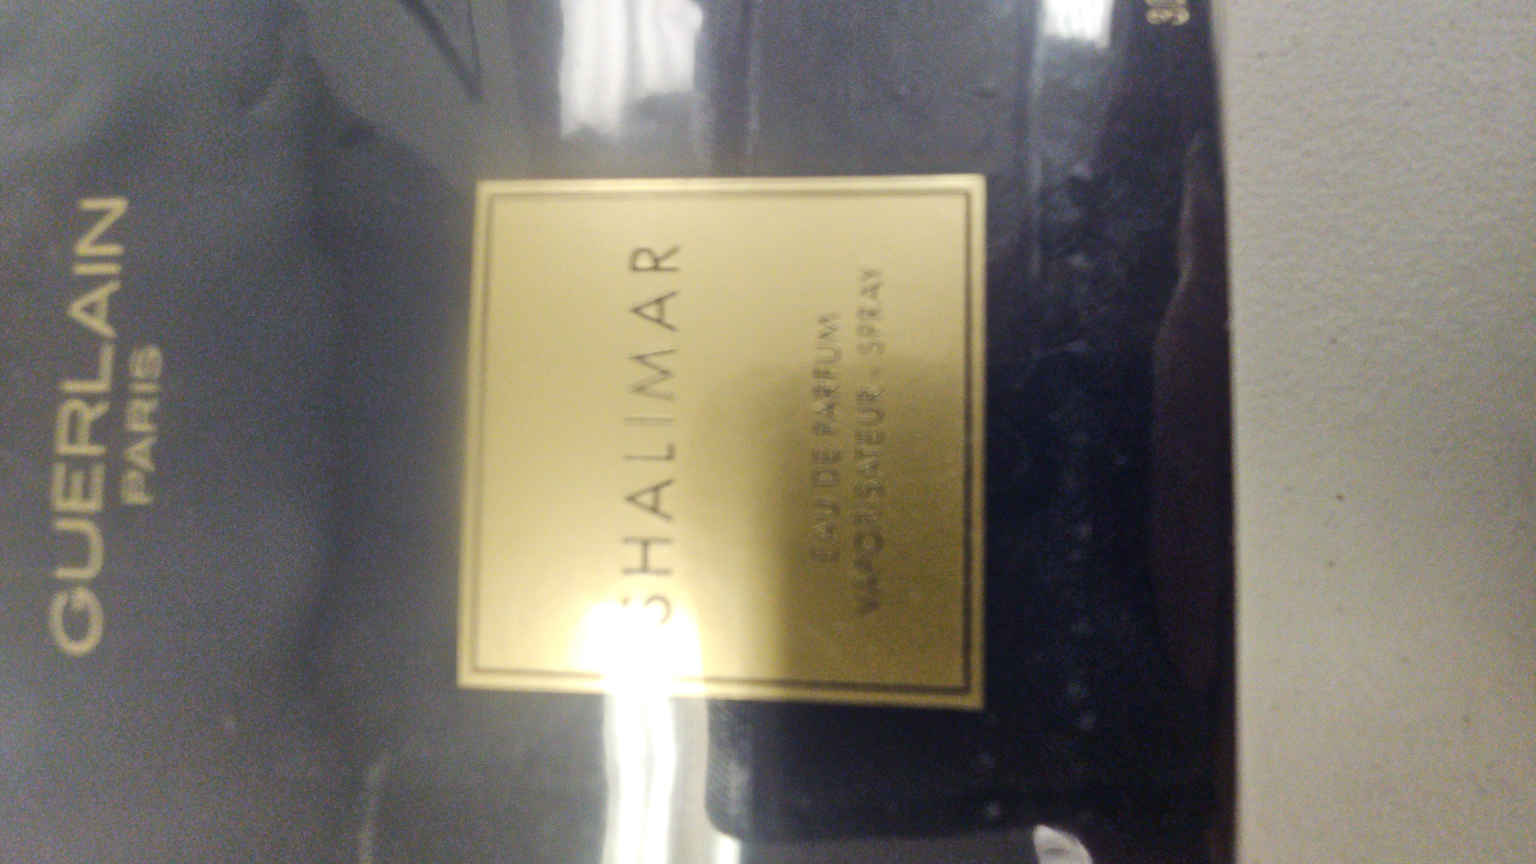 GUERLAIN
PARIS
SHALIMAR
EAU DE PARFUM
VAPORISATEUR - SPRAY